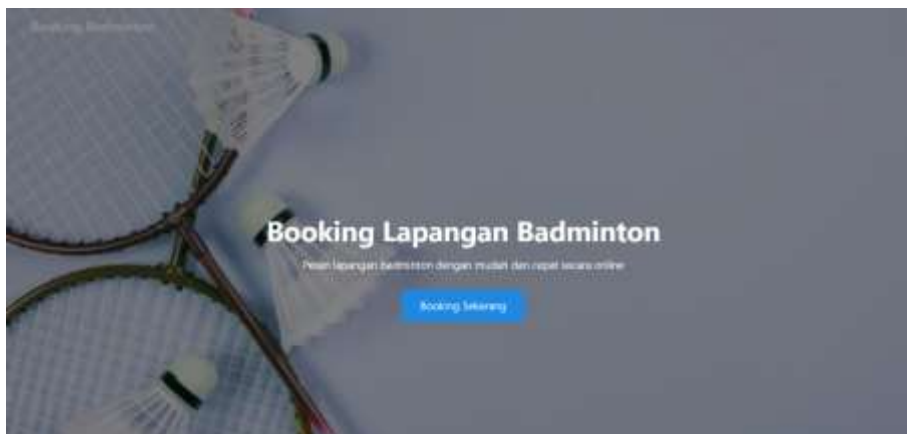 Booking Badminton
Booking Lapangan Badminton
Pesan lapangan badminton dengan mudah dan cepat secara online
Booking Sekarang